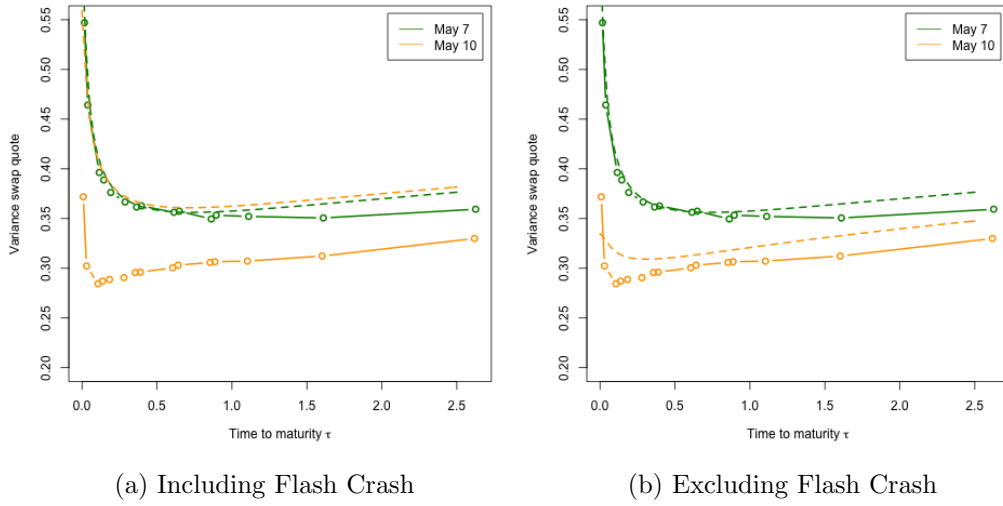 May 7
May 10
Variance swap quote
0.55
0.50
0.45
0.40
0.35
0.30
0.25
0.20
0.0 0.5 1.0 1.5 2.0 2.5
Time to maturity τ
(a) Including Flash Crash
May 7
May 10
Variance swap quote
0.55
0.50
0.45
0.40
0.35
0.30
0.25
0.20
0.0 0.5 1.0 1.5 2.0 2.5
Time to maturity τ
(b) Excluding Flash Crash